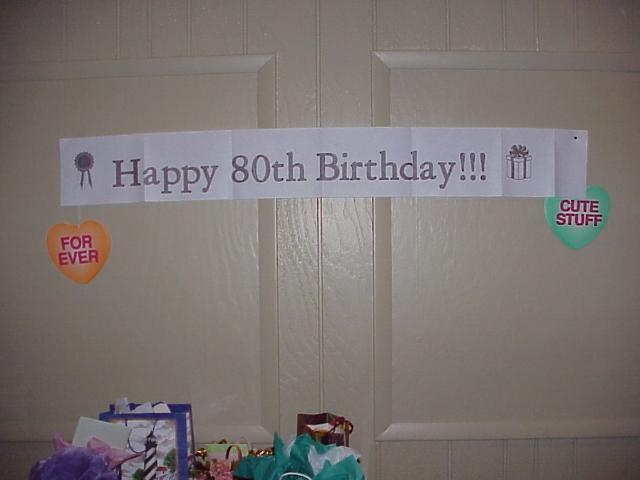 Happy 80th Birthday!!!
FOR
EVER
CUTE
STUFF